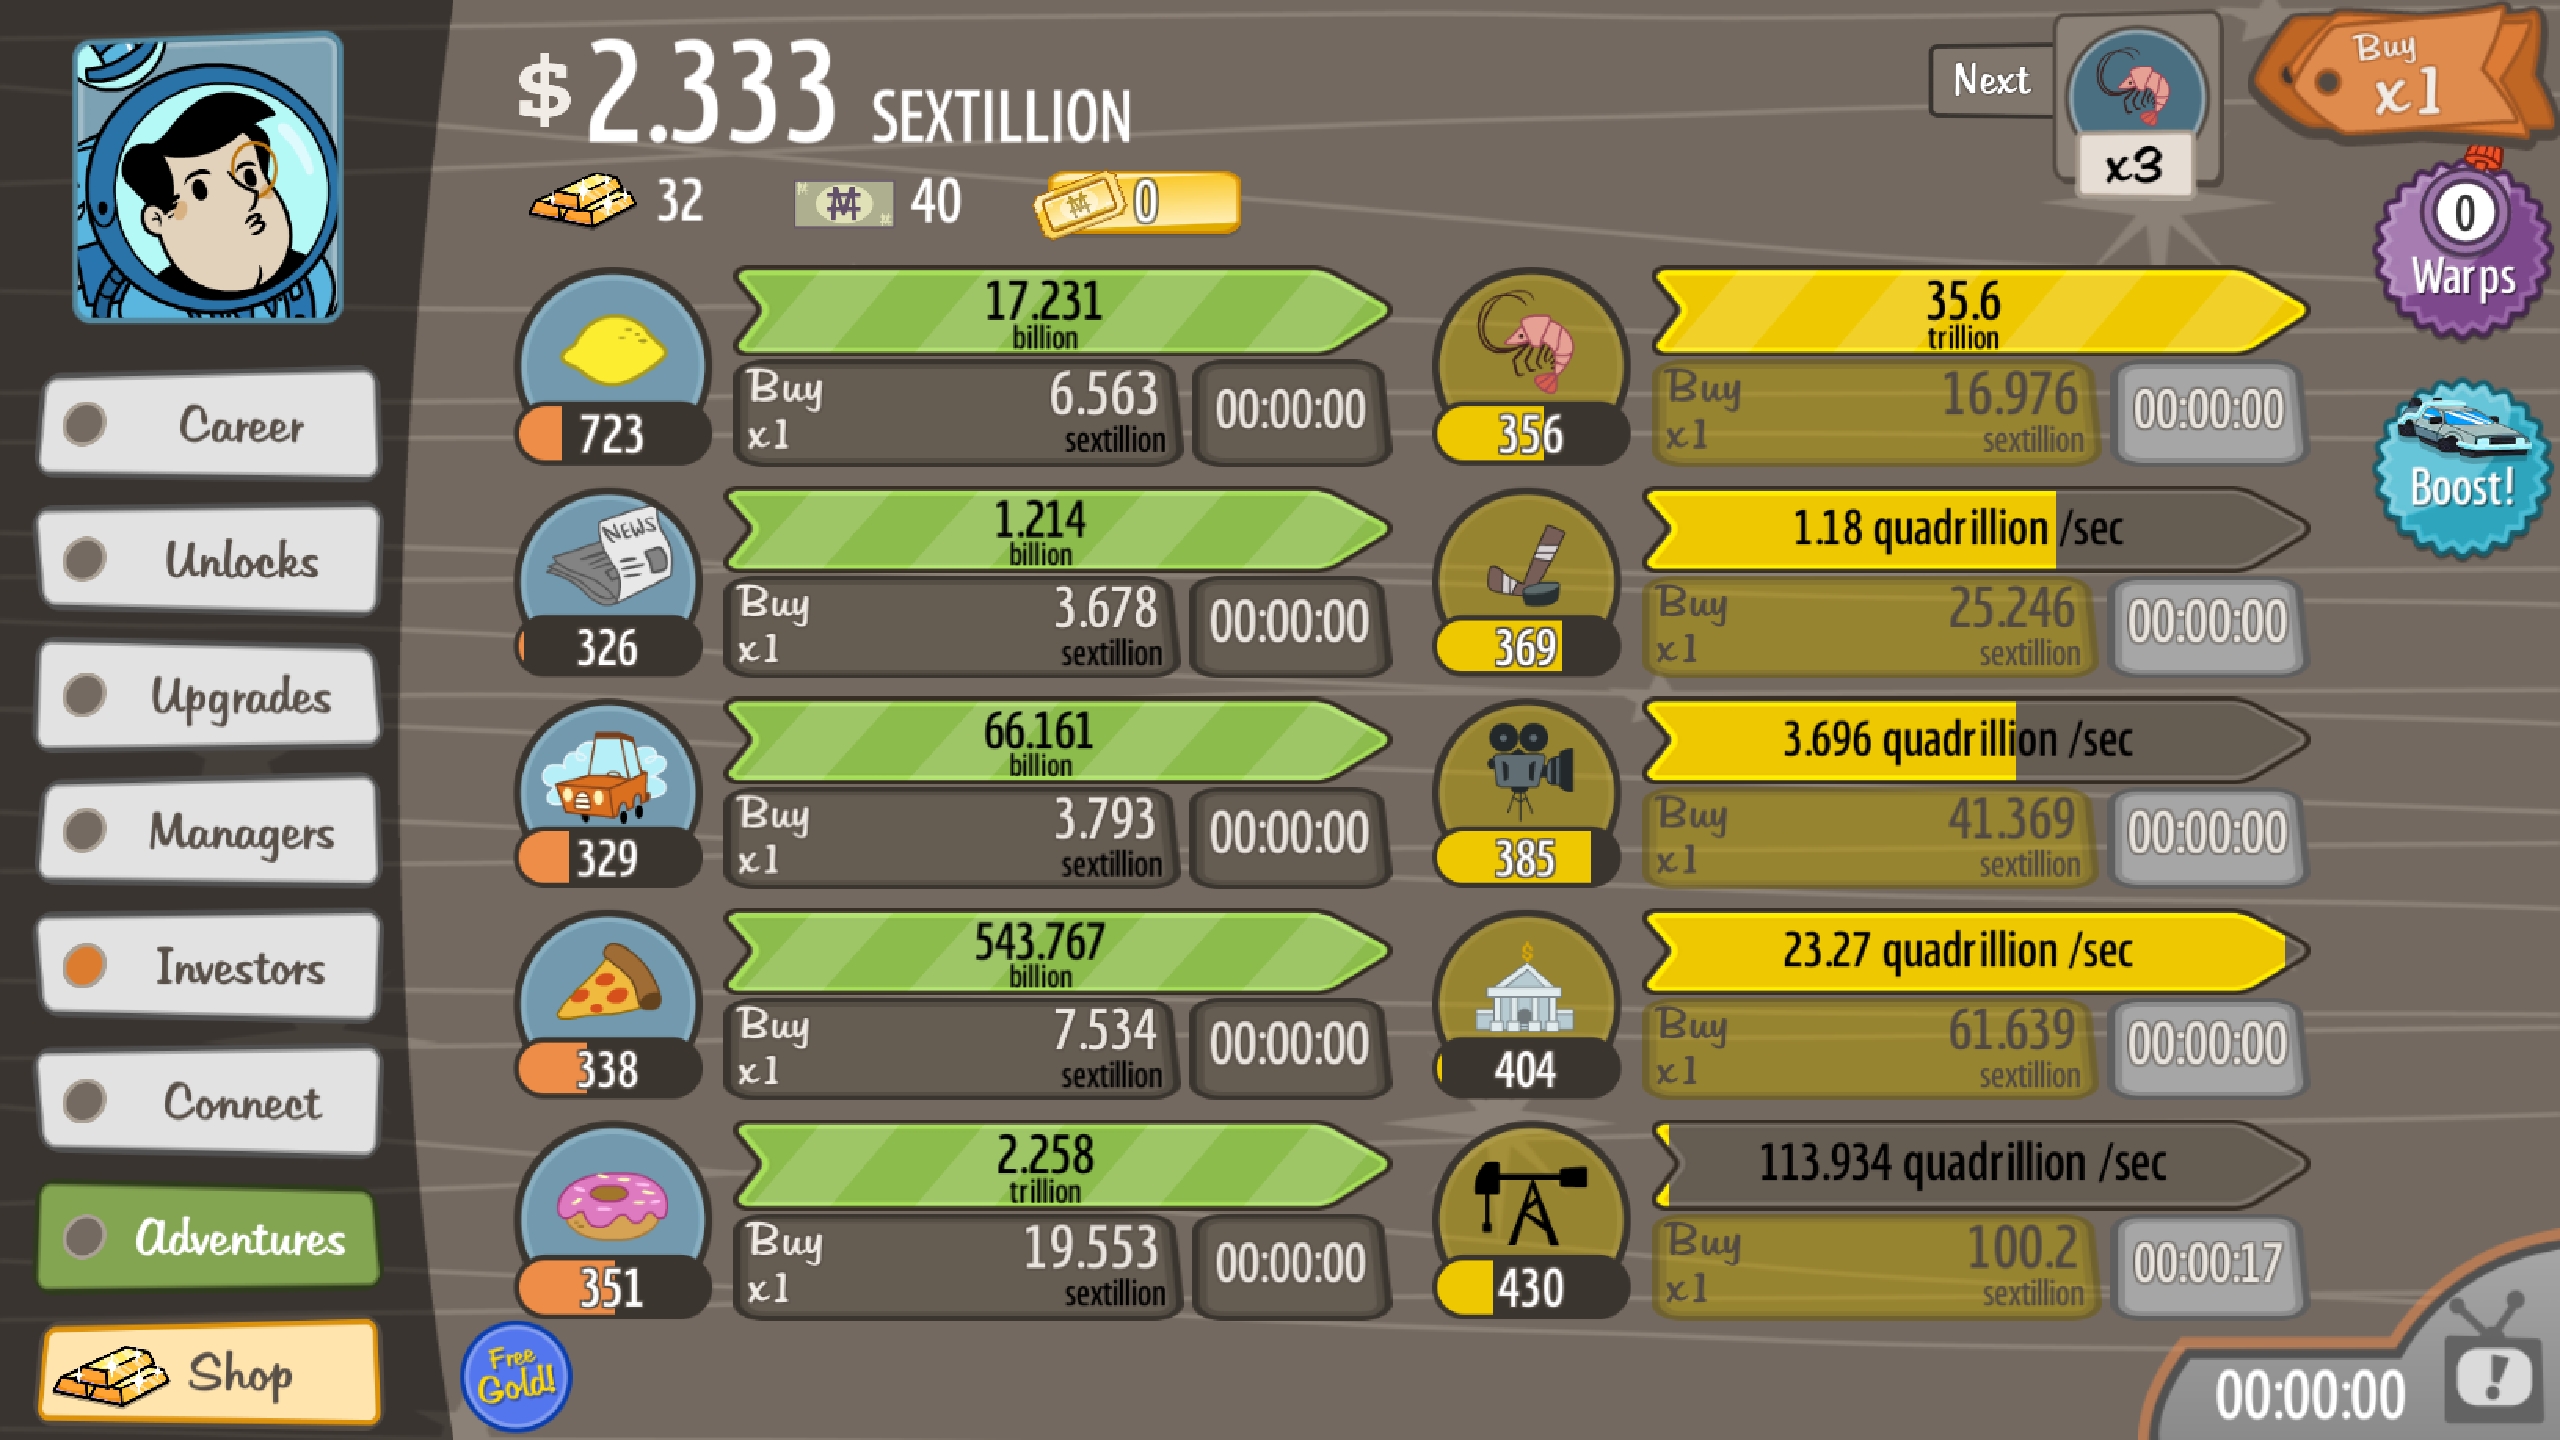 $2.333 SEXTILLION
Next
x3
Buy
x1
32
40
0
0
Warps
Boost!
Career
Unlocks
Upgrades
Managers
Investors
Connect
Adventures
Shop
17.231
billion
723
Buy
x1
6.563
sextillion
00:00:00
NEWS
1.214
billion
326
Buy
x1
3.678
sextillion
00:00:00
66.161
billion
329
Buy
x1
3.793
sextillion
00:00:00
543.767
billion
338
Buy
x1
7.534
sextillion
00:00:00
2.258
trillion
351
Buy
x1
19.553
sextillion
00:00:00
35.6
trillion
356
Buy
x1
16.976
sextillion
00:00:00
1.18 quadrillion /sec
369
Buy
x1
25.246
sextillion
00:00:00
3.696 quadrillion /sec
385
Buy
x1
41.369
sextillion
00:00:00
$
23.27 quadrillion /sec
404
Buy
x1
61.639
sextillion
00:00:00
113.934 quadrillion /sec
430
Buy
x1
100.2
sextillion
00:00:17
Free
Gold!
00:00:00
!